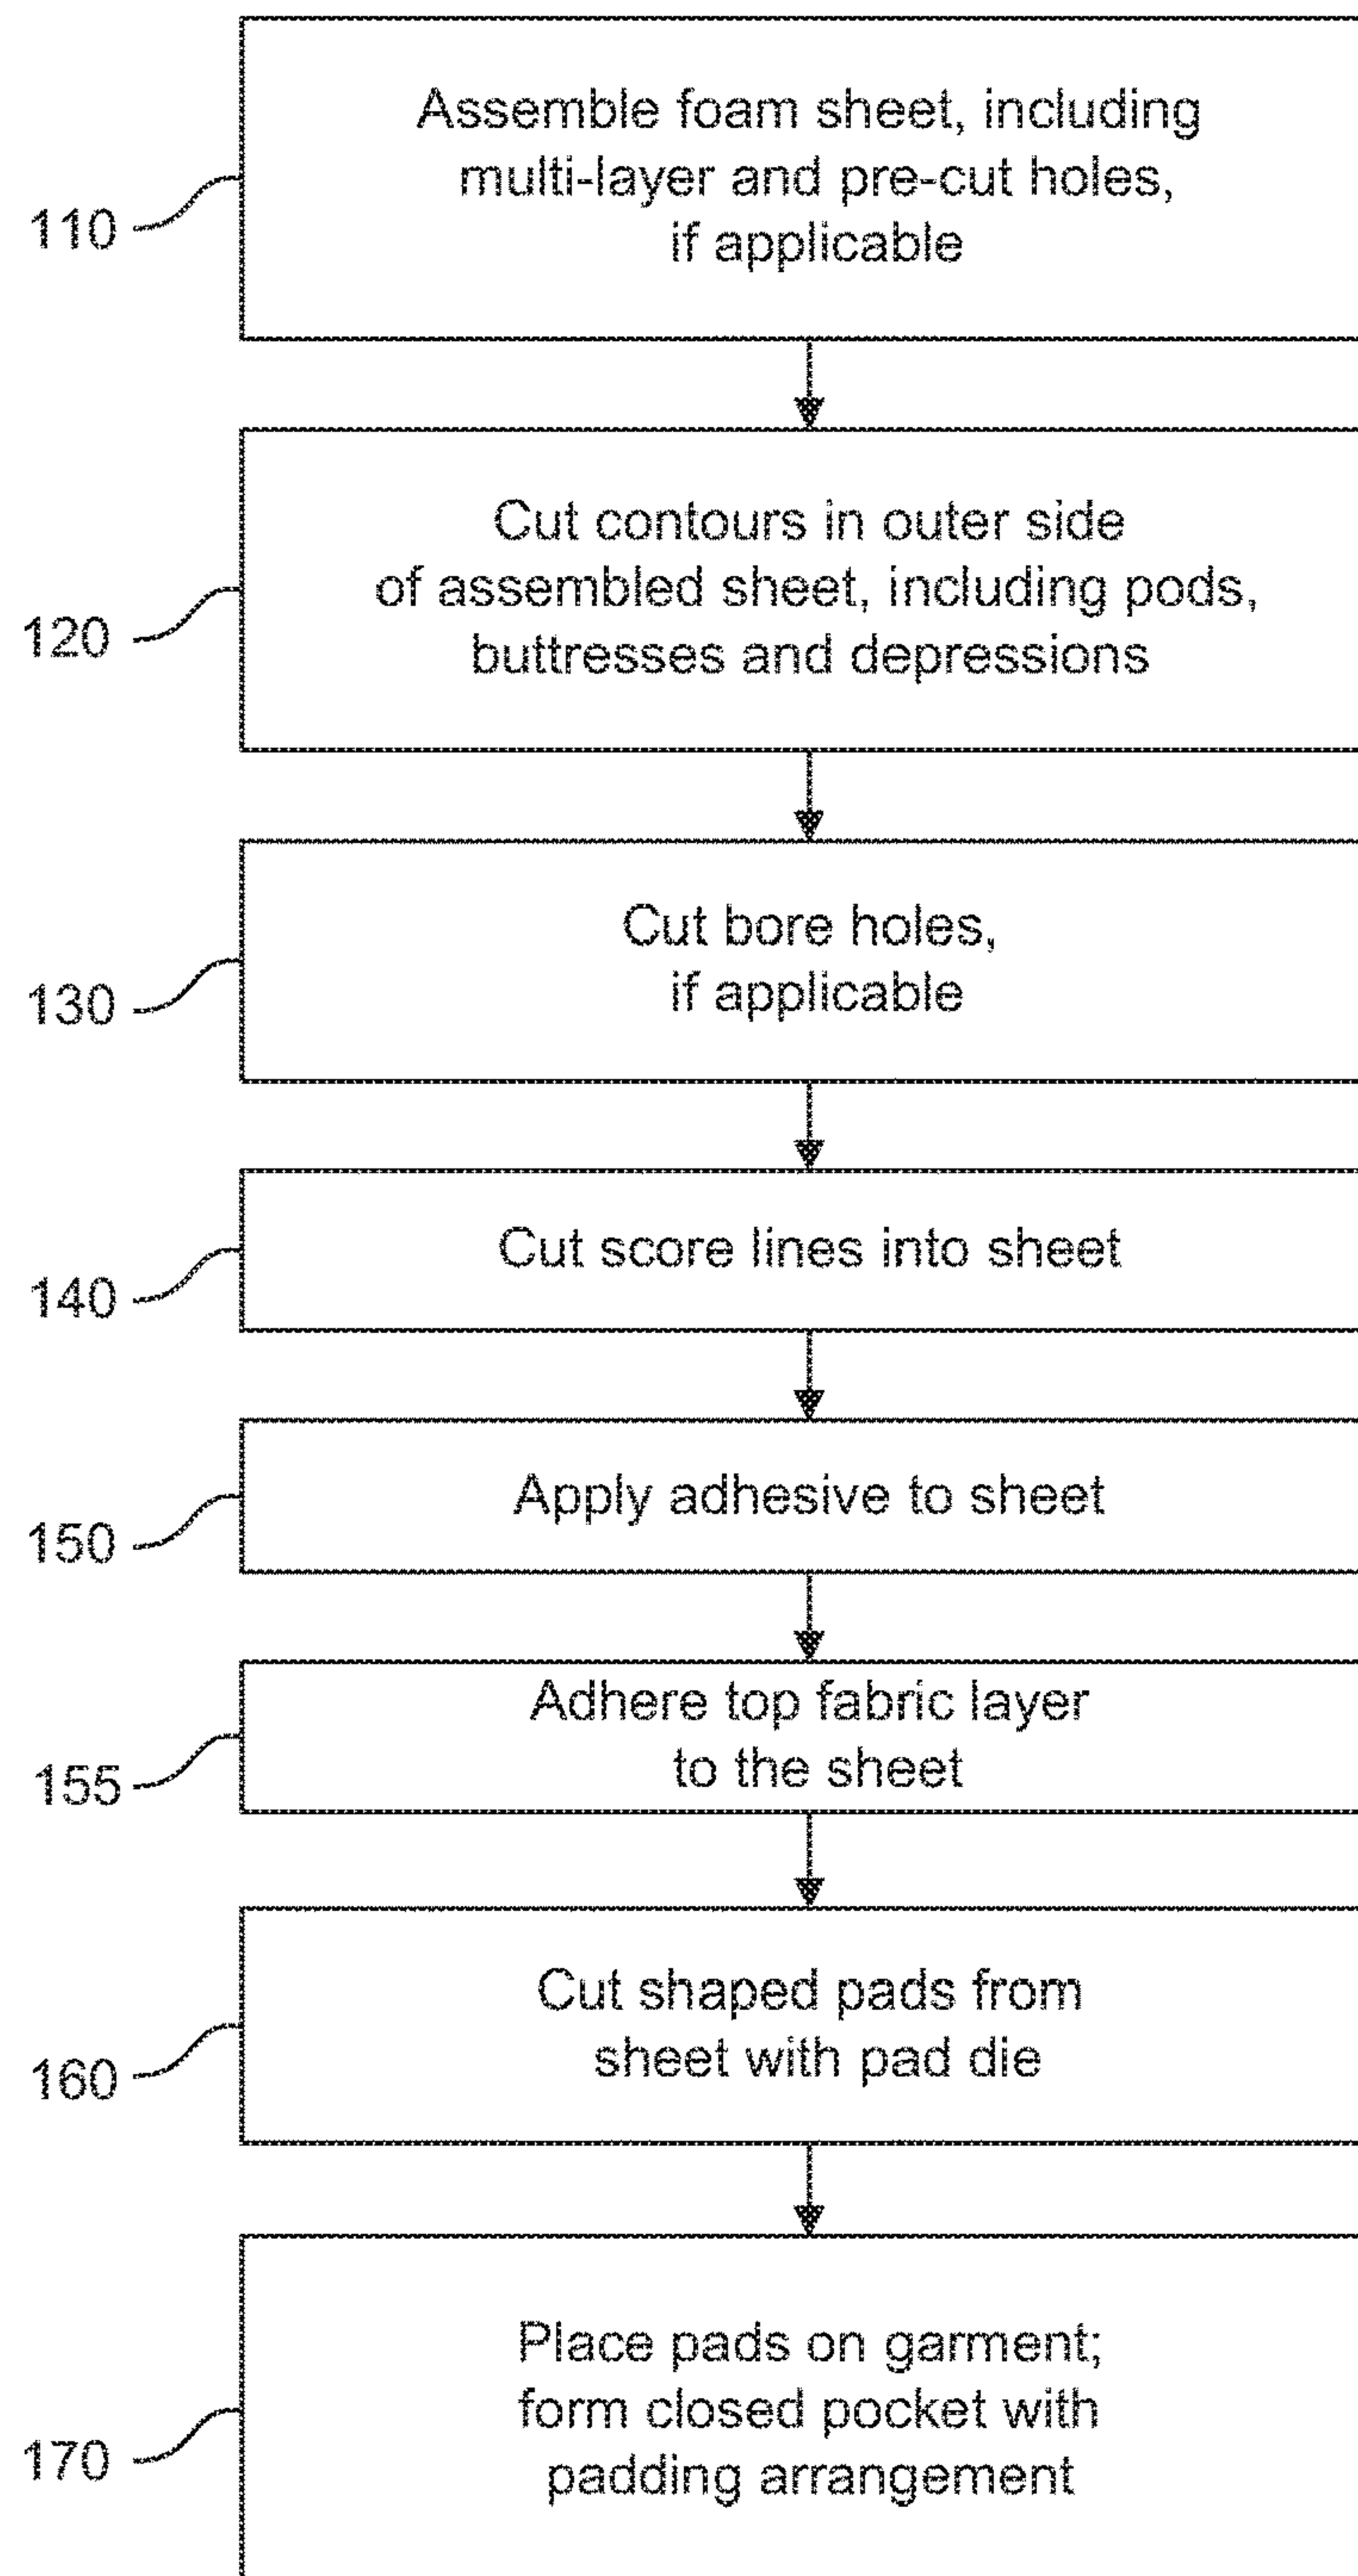 Assemble foam sheet, including
multi-layer and pre-cut holes,
if applicable
110
Cut contours in outer side
of assembled sheet, including pods,
buttresses and depressions
120
Cut bore holes,
if applicable
130
Cut score lines into sheet
140
Apply adhesive to sheet
150
Adhere top fabric layer
to the sheet
155
Cut shaped pads from
sheet with pad die
160
Place pads on garment;
form closed pocket with
padding arrangement
170